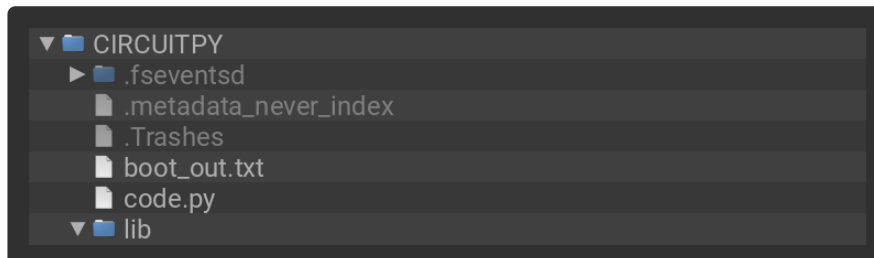 CIRCUITPY
.fseventsd
.metadata_never_index
.Trashes
boot_out.txt
code.py
lib